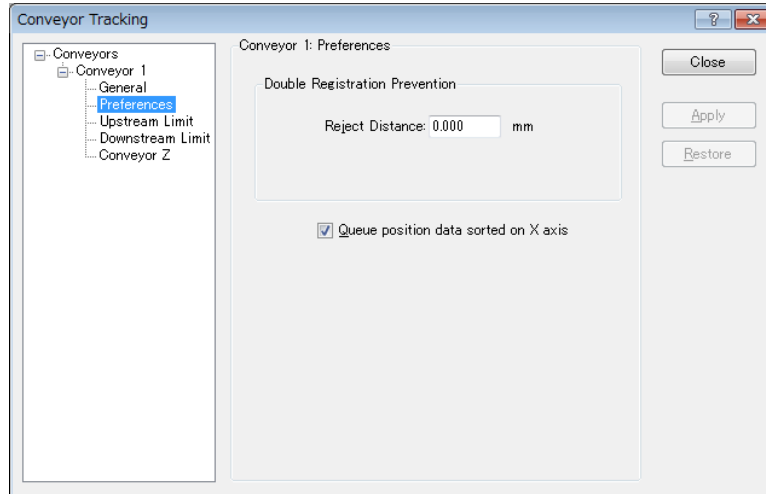 Conveyor Tracking
Conveyors
Conveyor 1
General
Preferences
Upstream Limit
Downstream Limit
Conveyor Z
Conveyor 1: Preferences
Double Registration Prevention
Reject Distance: 0.000 mm
Queue position data sorted on X axis
Close
Apply
Restore